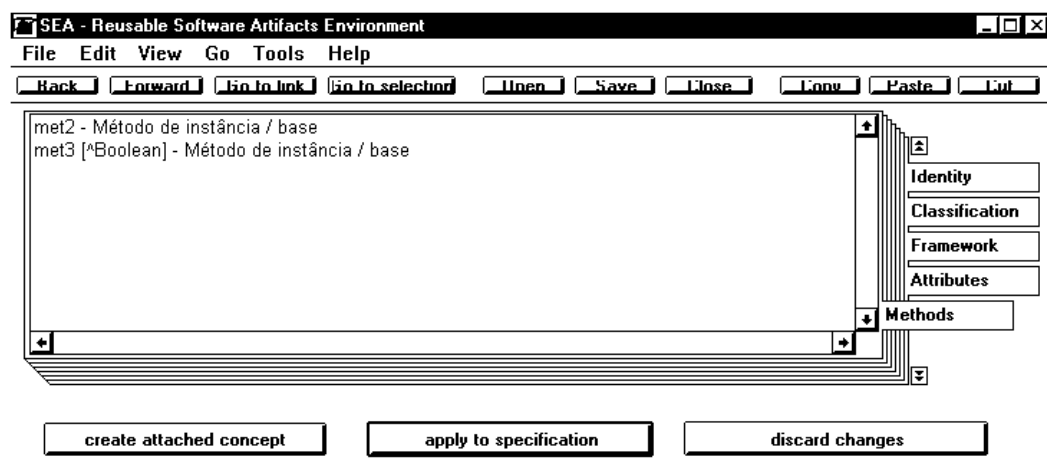 SEA - Reusable Software Artifacts Environment
File Edit View Go Tools Help
Back Forward Go to link Go to selection Open Save Close Copy Paste Cut
met2 - Método de instância / base
met3 [^Boolean] - Método de instância / base
Identity
Classification
Framework
Attributes
Methods
create attached concept apply to specification discard changes